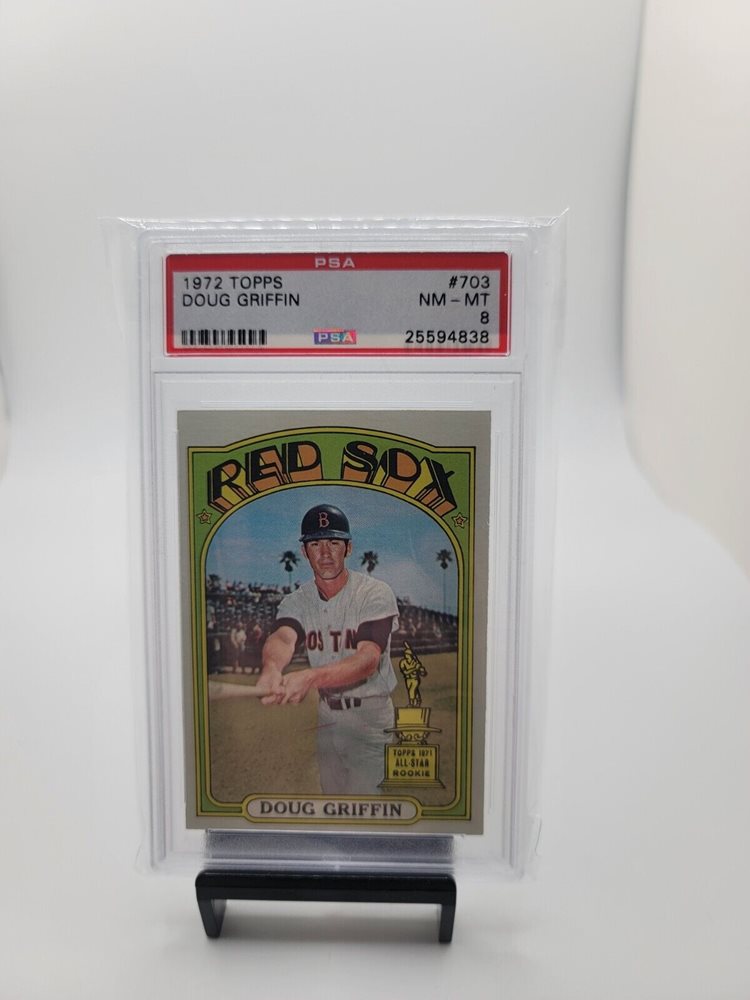 PSA
1972 TOPPS #703
DOUG GRIFFIN NM - MT
8
PSA 25594838
RED SOX
B
BOSTN
TOPPS 1971
ALL-STAR
ROOKIE
DOUG GRIFFIN